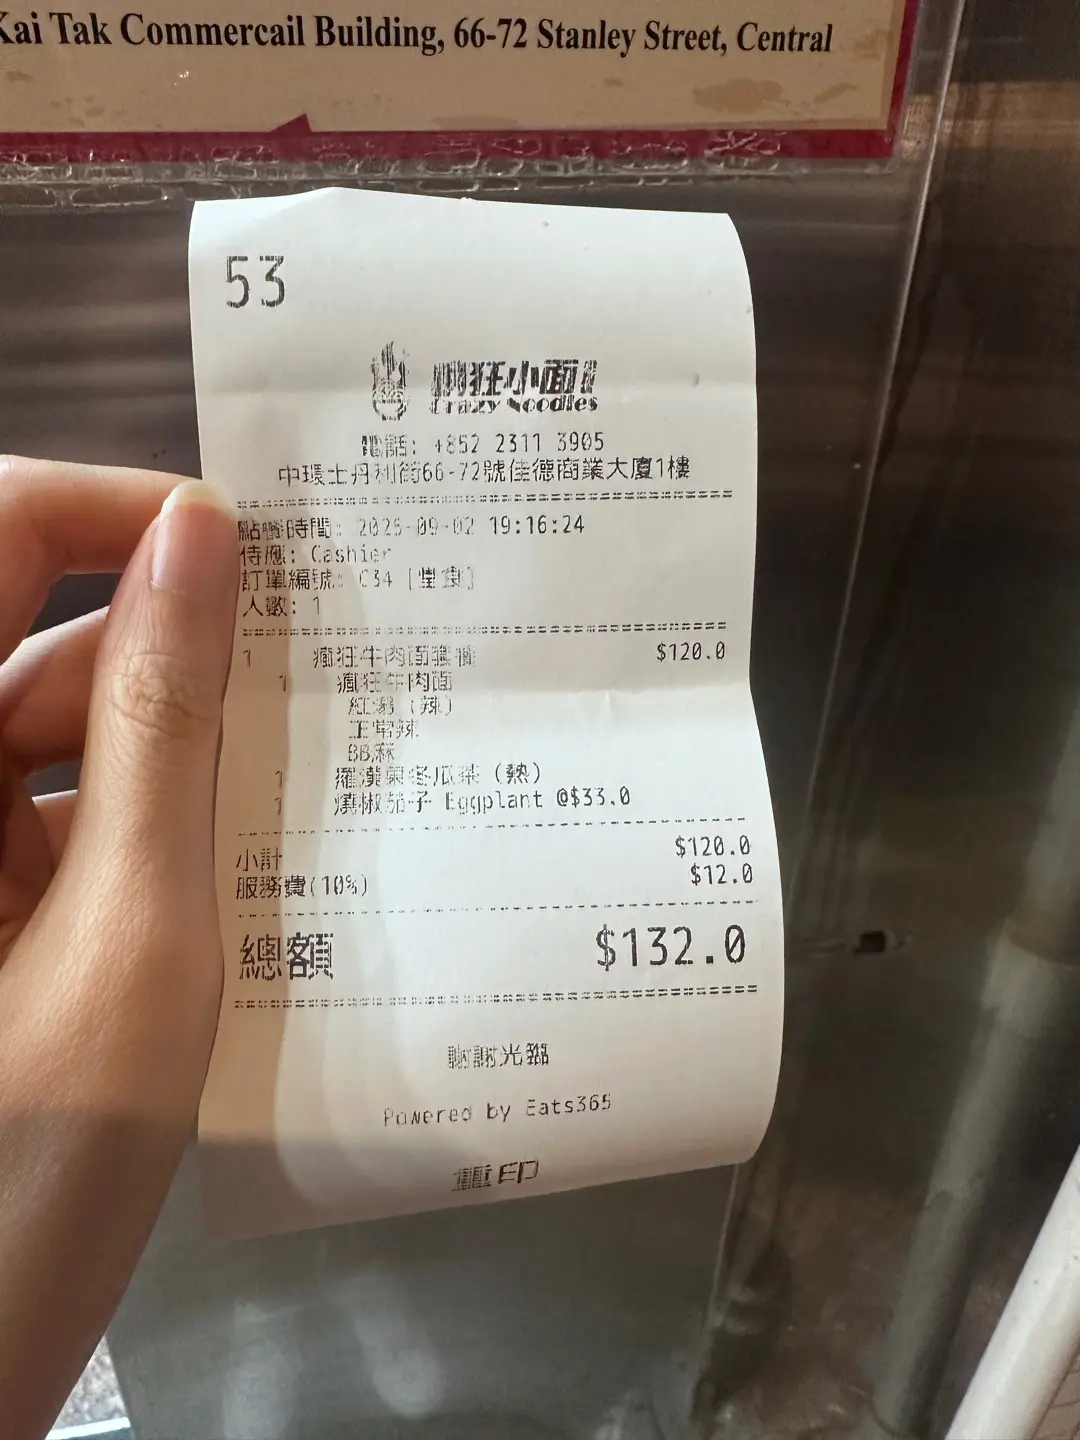 Kai Tak Commercail Building, 66-72 Stanley Street, Central
53
瘋狂小面!
Crazy Noodles
電話: +852 2311 3905
中環士丹利街66-72號佳德商業大廈1樓
點餐時間: 2025-09-02 19:16:24
侍應: Cashier
訂單編號: C34 [堂食]
人數: 1
1 瘋狂牛肉面套餐 $120.0
1 瘋狂牛肉面
紅湯 (辣)
正常辣
BB麻
1 羅漢果冬瓜茶 (熱)
1 燒椒茄子 Eggplant @$33.0
小計 $120.0
服務費(10%) $12.0
總額 $132.0
謝謝光臨
Powered by Eats365
重印